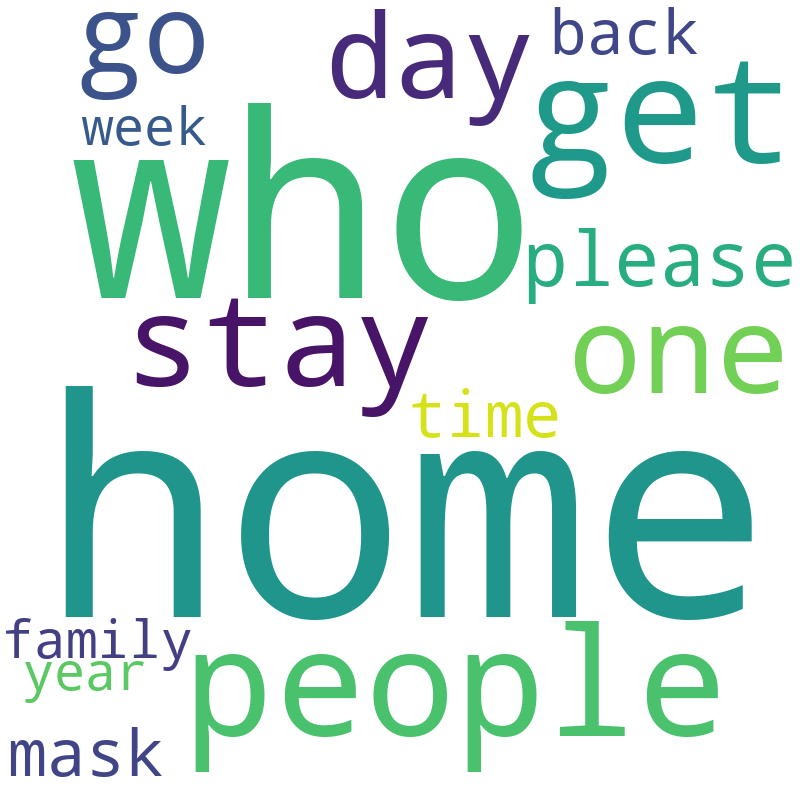 go
day
back
get
week
who
please
stay
one
time
home
family
people
year
mask